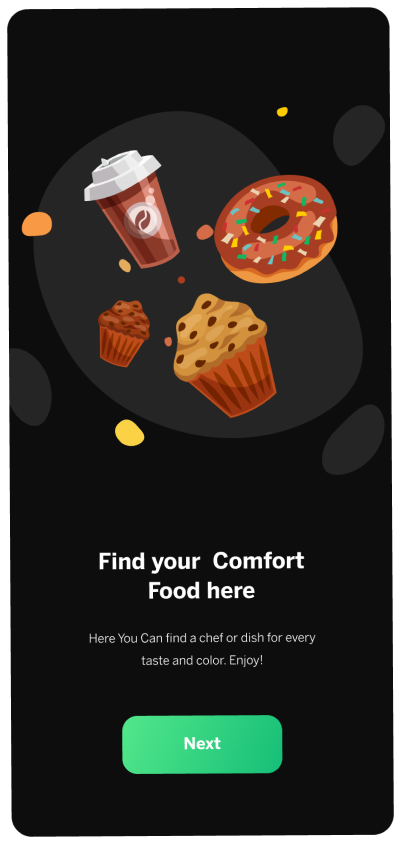 Find your  Comfort
Food here
Here You Can find a chef or dish for every
taste and color. Enjoy!
Next